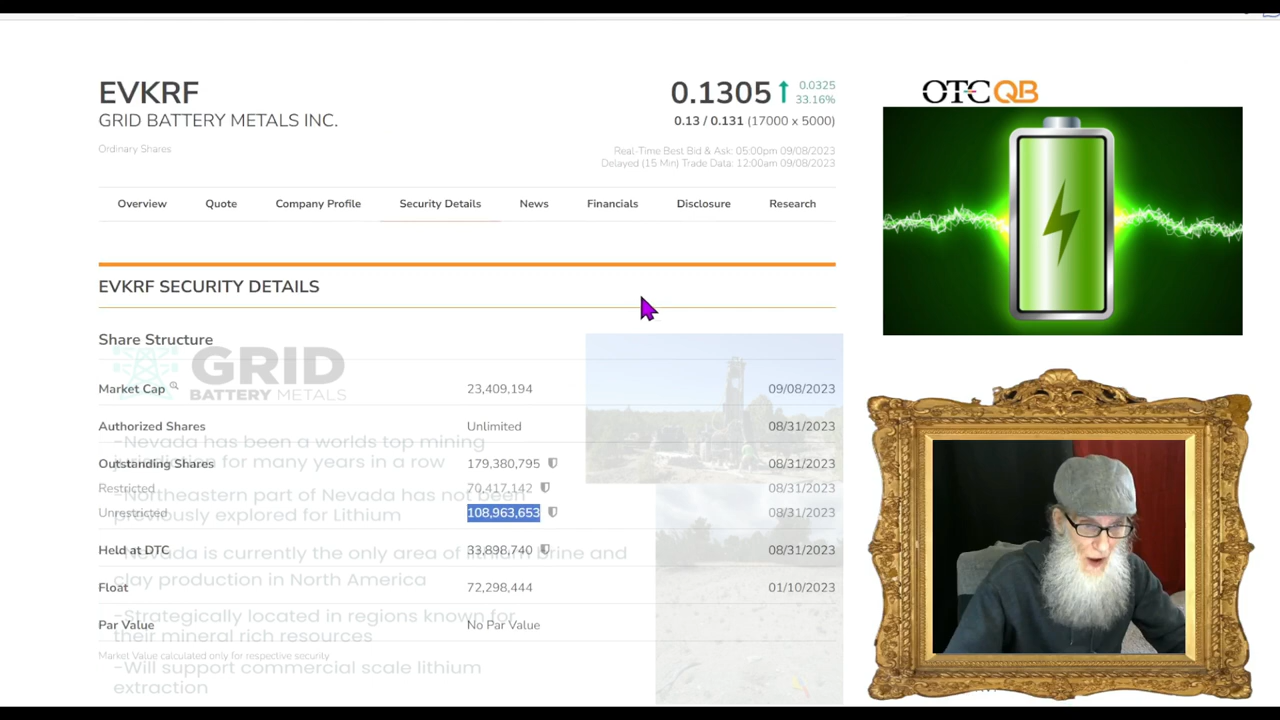 EVKRF
GRID BATTERY METALS INC.
Ordinary Shares
0.1305 0.0325
33.16%
0.13 / 0.131 (17000 x 5000)
Real-Time Best Bid & Ask: 05:00pm 09/08/2023
Delayed (15 Min) Trade Data: 12:00am 09/08/2023
OTCQB
Overview Quote Company Profile Security Details News Financials Disclosure Research
EVKRF SECURITY DETAILS
Share Structure
Market Cap 23,409,194 09/08/2023
Authorized Shares Unlimited 08/31/2023
Outstanding Shares 179,380,795 08/31/2023
Restricted 70,417,142 08/31/2023
Unrestricted 108,963,653 08/31/2023
Held at DTC 33,898,740 08/31/2023
Float 72,298,444 01/10/2023
Par Value No Par Value
Market Value calculated only for respective security
GRID
BATTERY METALS
-Nevada has been a worlds top mining
jurisdiction for many years in a row
-Northeastern part of Nevada has not been
previously explored for Lithium
-Nevada is currently the only area of lithium brine and
clay production in North America
-Strategically located in regions known for
their mineral rich resources
-Will support commercial scale lithium
extraction